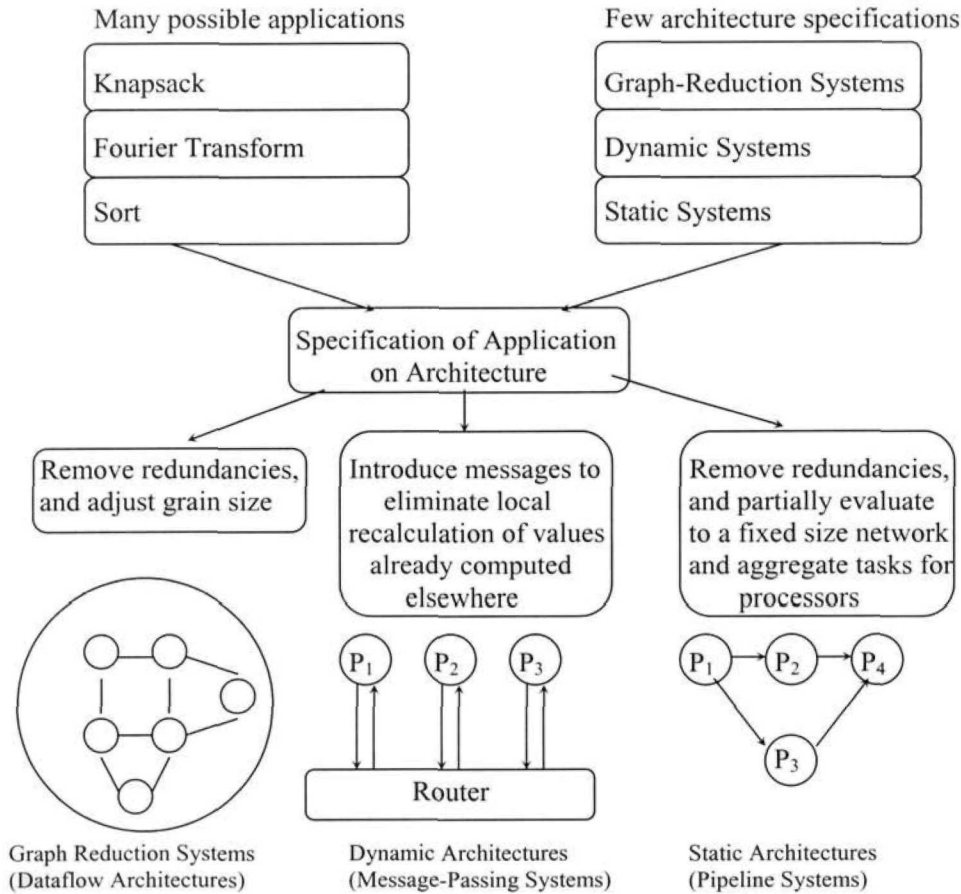 Many possible applications
Few architecture specifications
Knapsack
Fourier Transform
Sort
Graph-Reduction Systems
Dynamic Systems
Static Systems
Specification of Application
on Architecture
Remove redundancies,
and adjust grain size
Introduce messages to
eliminate local
recalculation of values
already computed
elsewhere
Remove redundancies,
and partially evaluate
to a fixed size network
and aggregate tasks for
processors
P₁
P₂
P₃
Router
P₁
P₂
P₄
P₃
Graph Reduction Systems
(Dataflow Architectures)
Dynamic Architectures
(Message-Passing Systems)
Static Architectures
(Pipeline Systems)